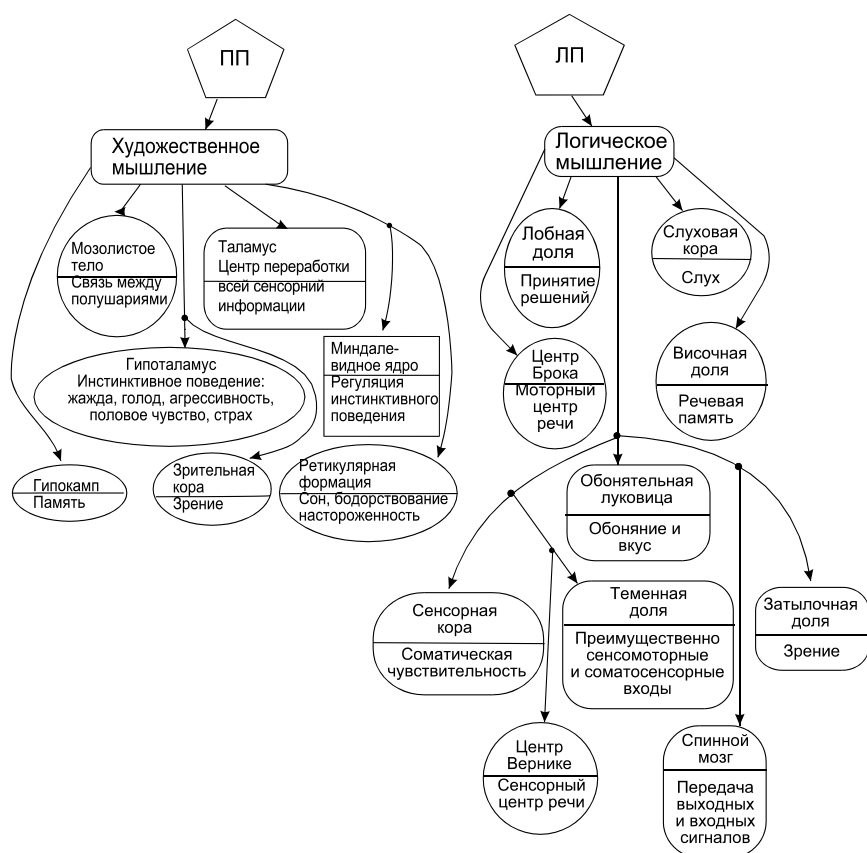 ПП
Художественное
мышление
Мозолистое
тело
Связь между
полушариями
Таламус
Центр переработки
всей сенсорний
информации
Гипоталамус
Инстинктивное поведение:
жажда, голод, агрессивность,
половое чувство, страх
Миндале-
видное ядро
Регуляция
инстинктивного
поведения
Гипокамп
Память
Зрительная
кора
Зрение
Ретикулярная
формация
Сон, бодорствование
настороженность
ЛП
Логическое
мышление
Лобная
доля
Принятие
решений
Слуховая
кора
Слух
Центр
Брока
Моторный
центр
речи
Височная
доля
Речевая
память
Обонятельная
луковица
Обоняние и
вкус
Сенсорная
кора
Соматическая
чувствительность
Теменная
доля
Преимущественно
сенсомоторные
и соматосенсорные
входы
Затылочная
доля
Зрение
Центр
Вернике
Сенсорный
центр речи
Спинной
мозг
Передача
выходных
и входных
сигналов